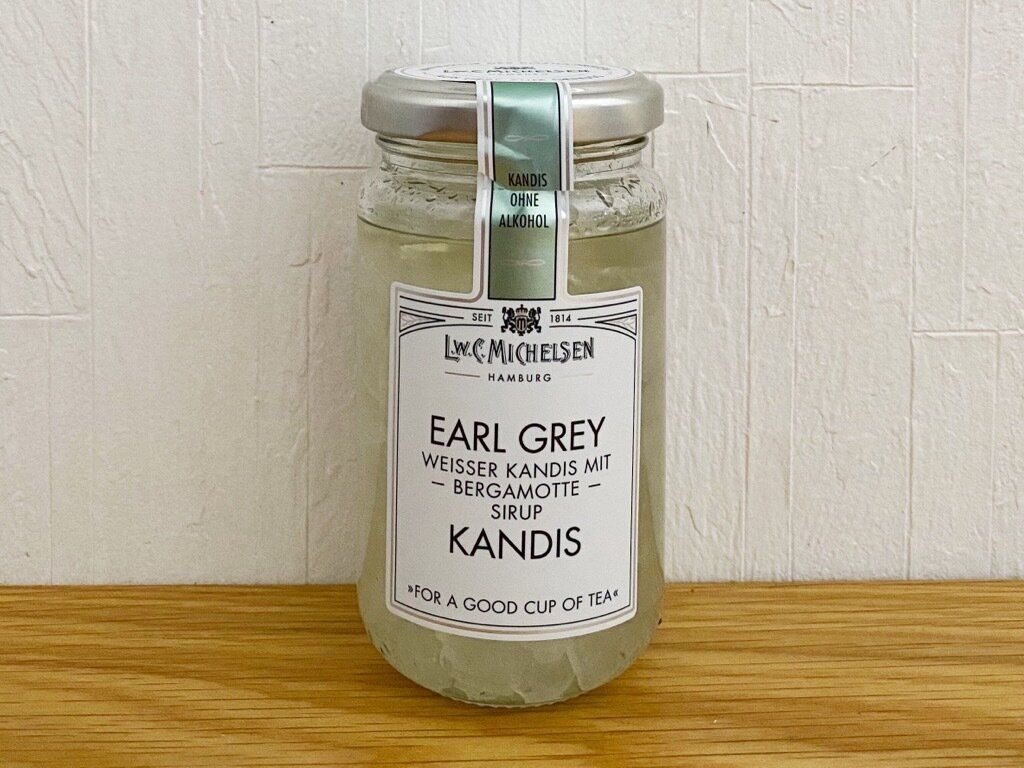 L.W.C. MICHELSEN
KANDIS
OHNE
ALKOHOL
SEIT 1814
L.W.C. MICHELSEN
HAMBURG
EARL GREY
WEISSER KANDIS MIT
– BERGAMOTTE –
SIRUP
KANDIS
»FOR A GOOD CUP OF TEA«